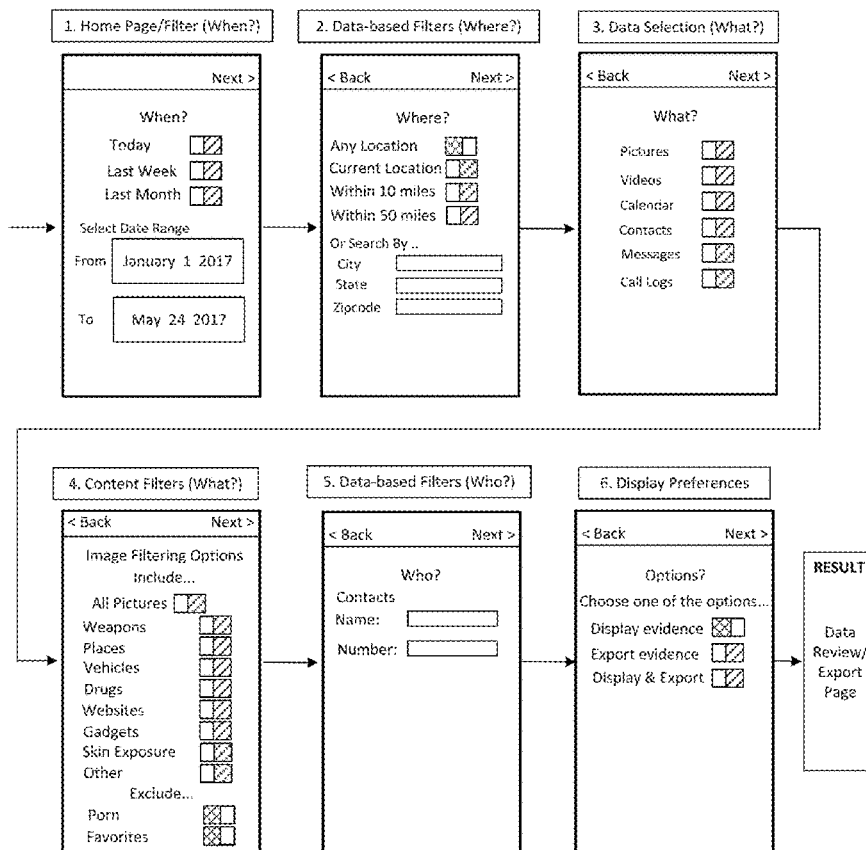 1. Home Page/Filter (When?)
2. Data-based Filters (Where?)
3. Data Selection (What?)
Next >
When?
Today
Last Week
Last Month
Select Date Range
From January 1 2017
To May 24 2017
< Back Next >
Where?
Any Location
Current Location
Within 10 miles
Within 50 miles
Or Search By ..
City
State
Zipcode
< Back Next >
What?
Pictures
Videos
Calendar
Contacts
Messages
Call Logs
4. Content Filters (What?)
5. Data-based Filters (Who?)
6. Display Preferences
< Back Next >
Image Filtering Options
Include...
All Pictures
Weapons
Places
Vehicles
Drugs
Websites
Gadgets
Skin Exposure
Other
Exclude...
Porn
Favorites
< Back Next >
Who?
Contacts
Name:
Number:
< Back Next >
Options?
Choose one of the options...
Display evidence
Export evidence
Display & Export
RESULT
Data
Review/
Export
Page